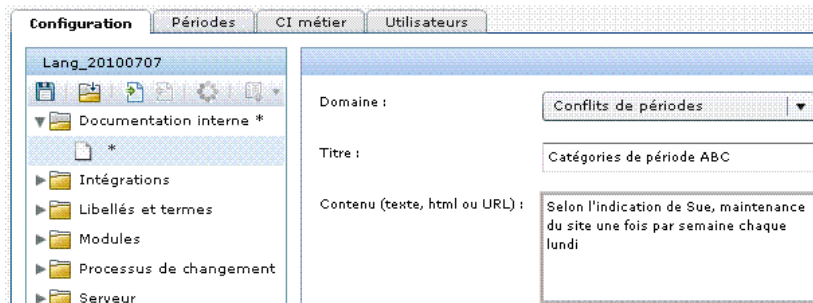 Configuration Périodes CI métier Utilisateurs
Lang_20100707
Documentation interne *
*
Intégrations
Libellés et termes
Modules
Processus de changement
Serveur
Domaine :
Conflits de périodes
Titre :
Catégories de période ABC
Contenu (texte, html ou URL) :
Selon l'indication de Sue, maintenance
du site une fois par semaine chaque
lundi